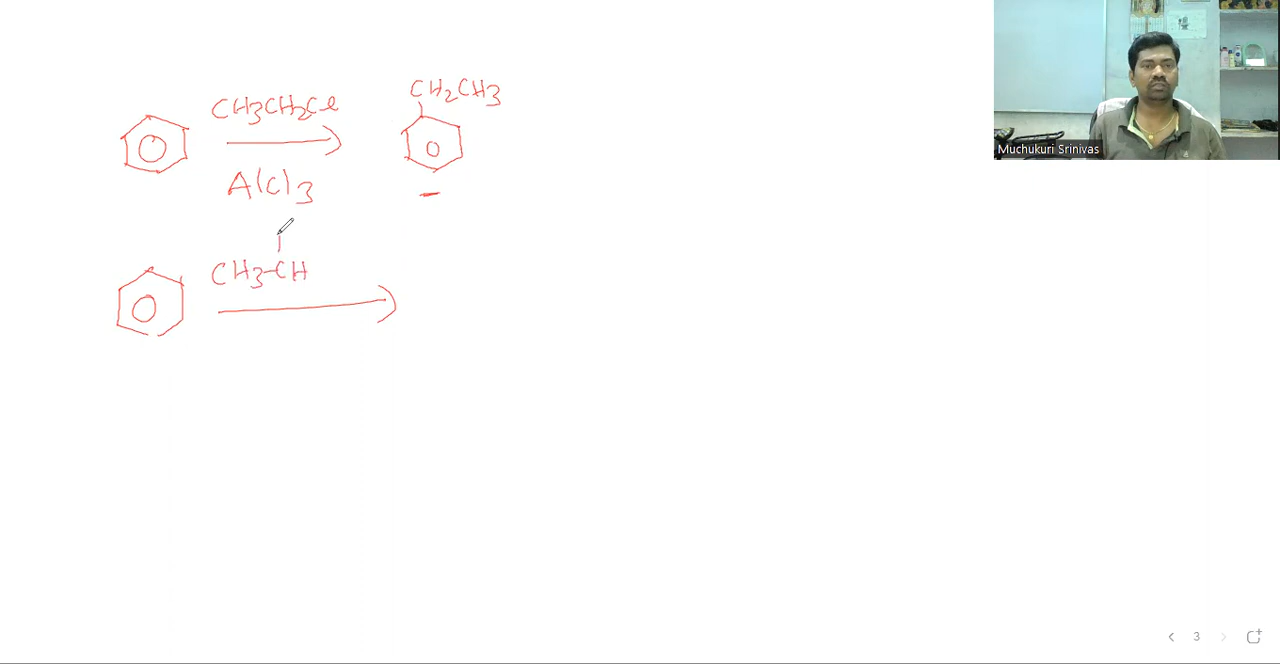 CH2CH3
CH3CH2Cl
AlCl3
CH3-CH
Muchukuri Srinivas
3